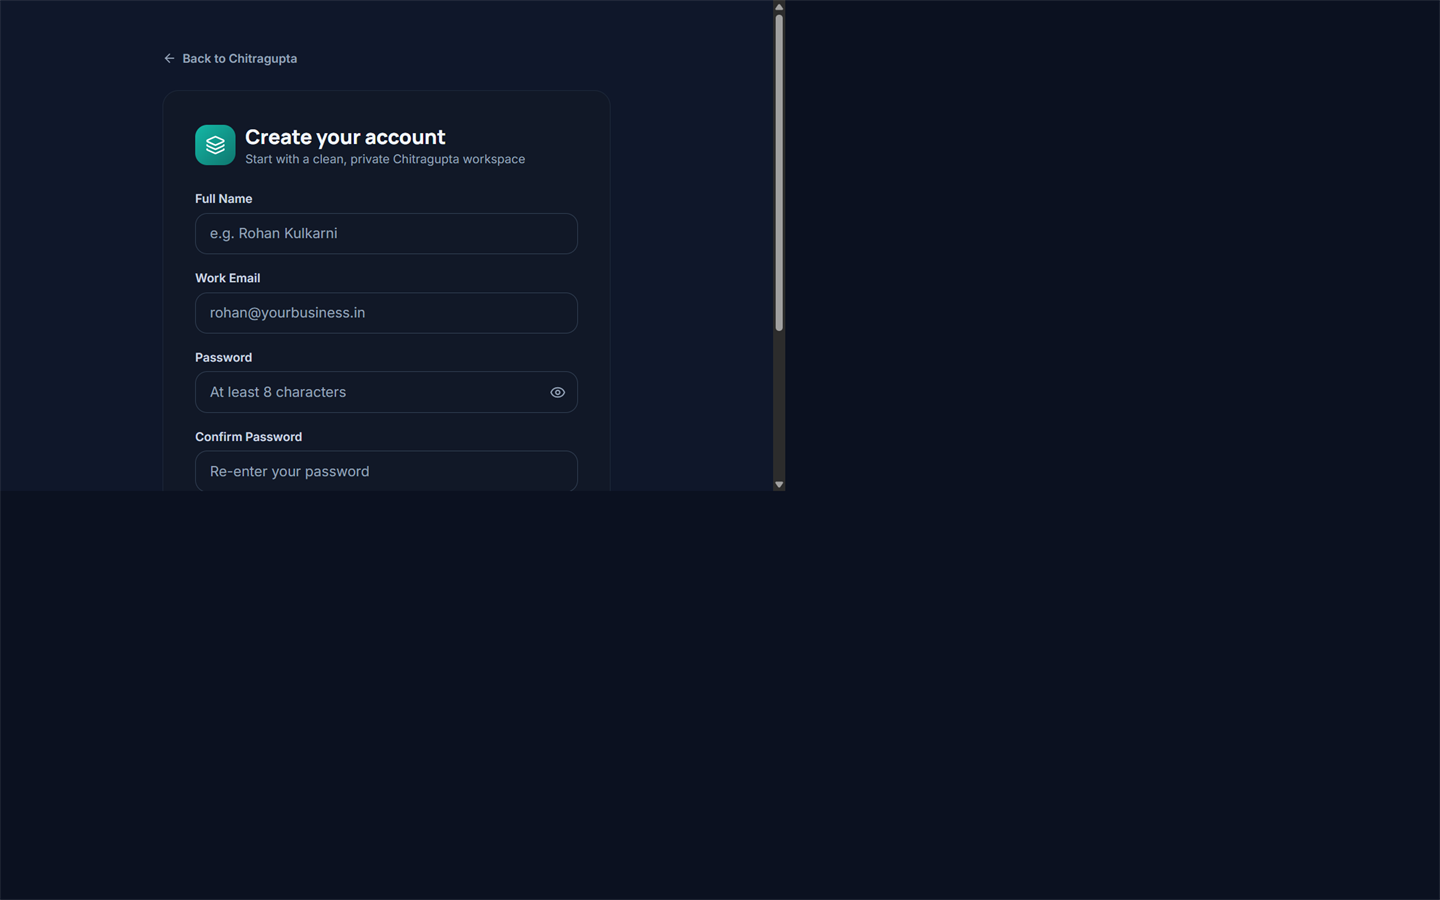 Back to Chitragupta
Create your account
Start with a clean, private Chitragupta workspace
Full Name
e.g. Rohan Kulkarni
Work Email
rohan@yourbusiness.in
Password
At least 8 characters
Confirm Password
Re-enter your password